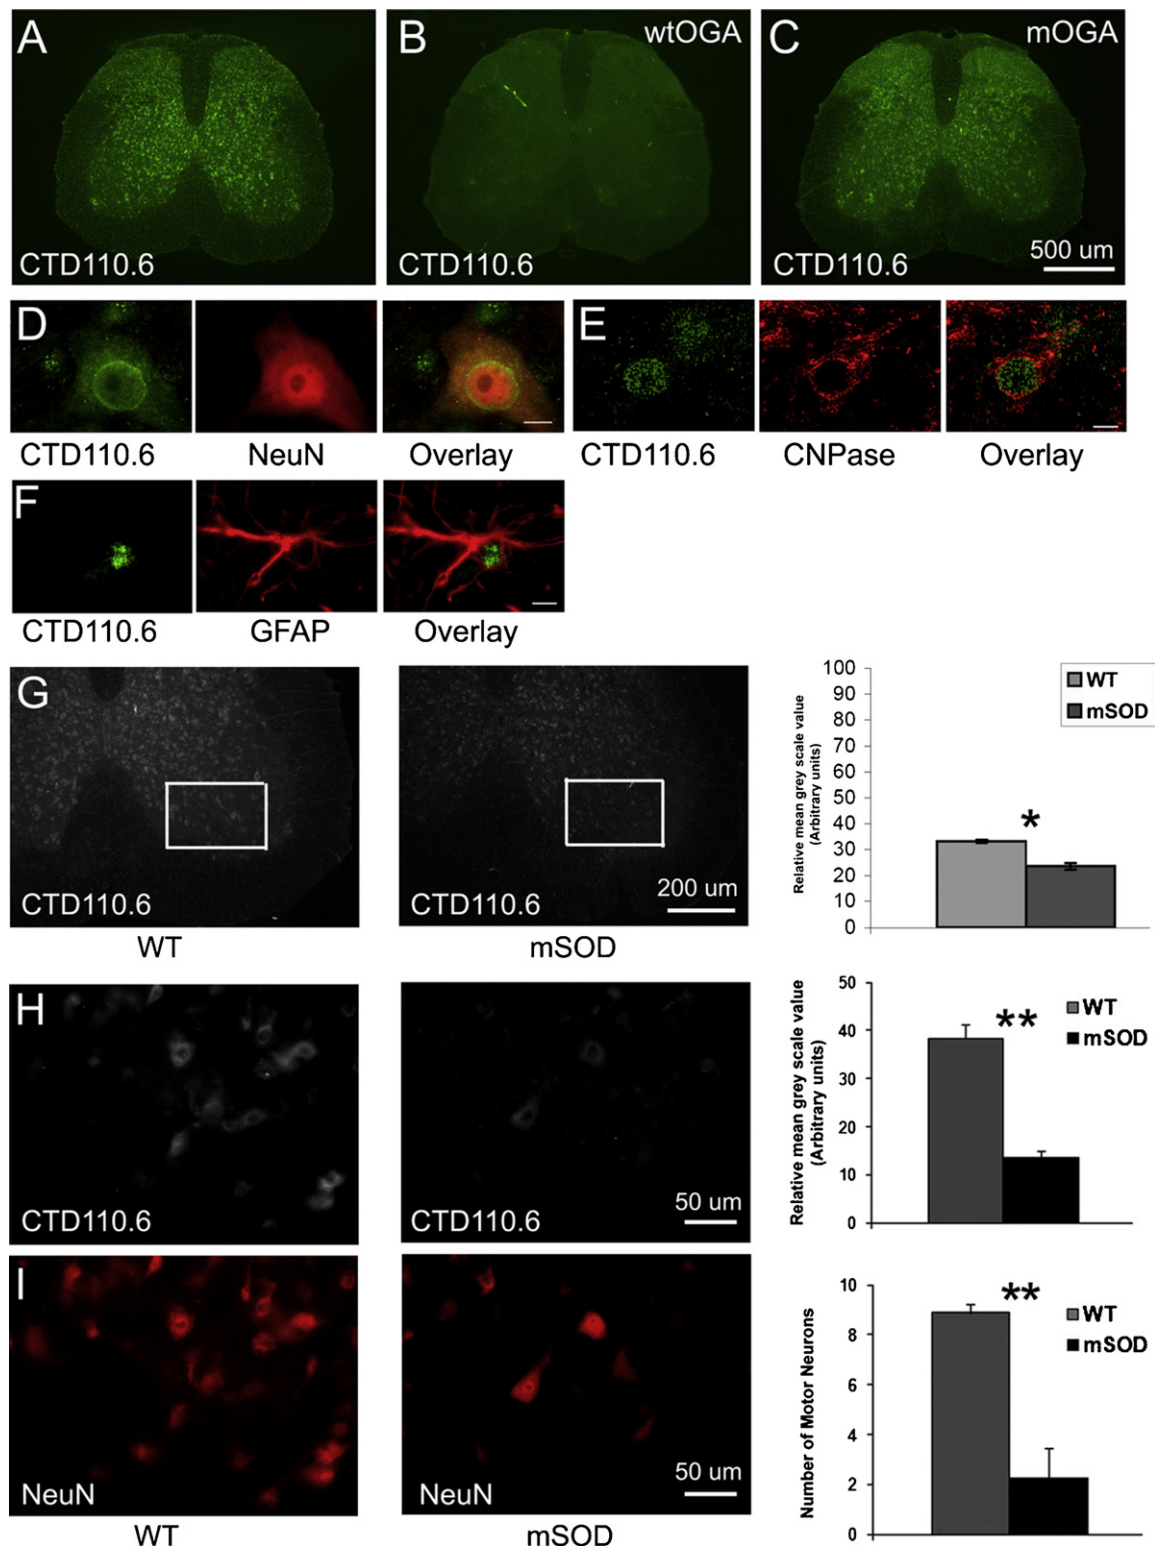 A
B
wtOGA
C
mOGA
CTD110.6
CTD110.6
CTD110.6
500 um
D
E
CTD110.6
NeuN
Overlay
CTD110.6
CNPase
Overlay
F
CTD110.6
GFAP
Overlay
G
CTD110.6
WT
CTD110.6
200 um
mSOD
Relative mean grey scale value
(Arbitrary units)
100
90
80
70
60
50
40
30
20
10
0
WT
mSOD
*
H
CTD110.6
CTD110.6
50 um
Relative mean grey scale value
(Arbitrary units)
50
40
30
20
10
0
**
WT
mSOD
I
NeuN
WT
NeuN
50 um
mSOD
Number of Motor Neurons
10
8
6
4
2
0
**
WT
mSOD